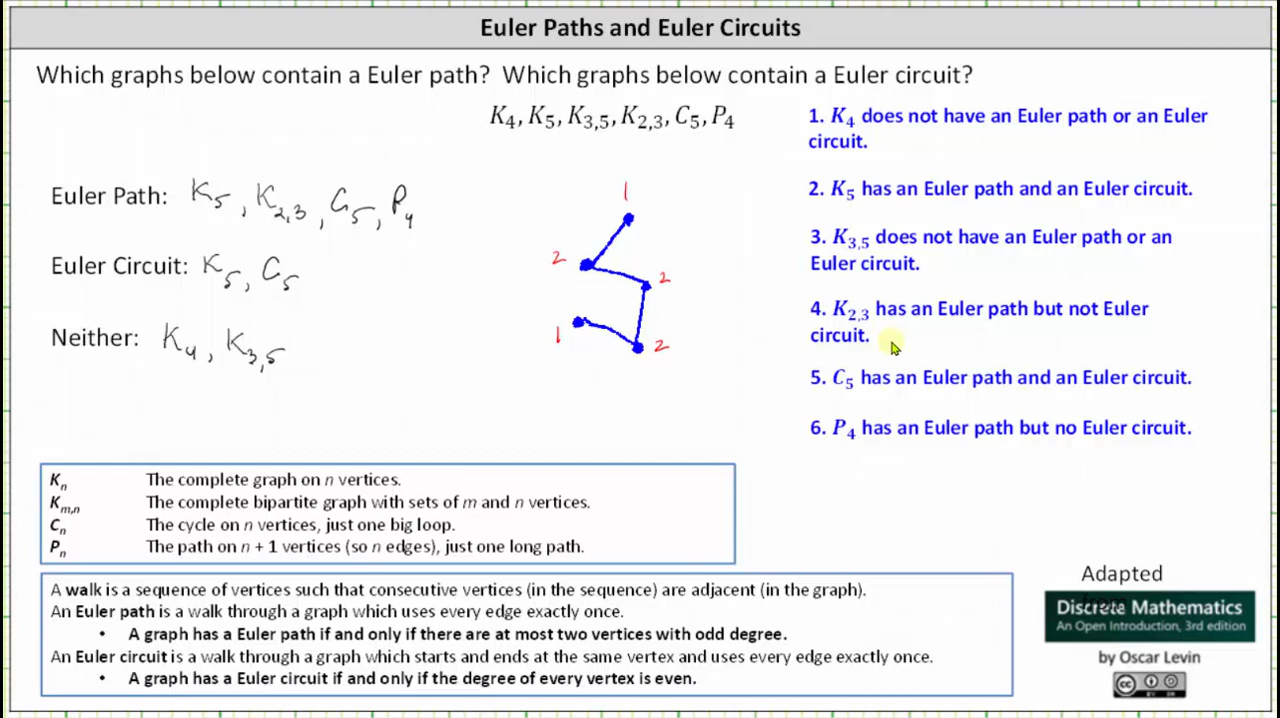 Euler Paths and Euler Circuits
Which graphs below contain a Euler path? Which graphs below contain a Euler circuit?
K₄, K₅, K₃,₅, K₂,₃, C₅, P₄
Euler Path: K₅, K₂,₃, C₅, P₄
Euler Circuit: K₅, C₅
Neither: K₄, K₃,₅
1
2
2
1
2
1. K₄ does not have an Euler path or an Euler
circuit.
2. K₅ has an Euler path and an Euler circuit.
3. K₃,₅ does not have an Euler path or an
Euler circuit.
4. K₂,₃ has an Euler path but not Euler
circuit.
5. C₅ has an Euler path and an Euler circuit.
6. P₄ has an Euler path but no Euler circuit.
Kₙ The complete graph on n vertices.
Kₘ,ₙ The complete bipartite graph with sets of m and n vertices.
Cₙ The cycle on n vertices, just one big loop.
Pₙ The path on n + 1 vertices (so n edges), just one long path.
A walk is a sequence of vertices such that consecutive vertices (in the sequence) are adjacent (in the graph).
An Euler path is a walk through a graph which uses every edge exactly once.
• A graph has a Euler path if and only if there are at most two vertices with odd degree.
An Euler circuit is a walk through a graph which starts and ends at the same vertex and uses every edge exactly once.
• A graph has a Euler circuit if and only if the degree of every vertex is even.
Adapted
from
Discrete Mathematics
An Open Introduction, 3rd edition
by Oscar Levin
cc
BY SA